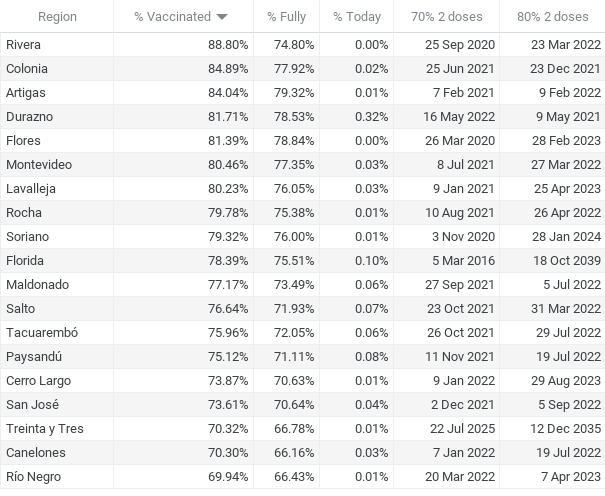 Region % Vaccinated % Fully % Today 70% 2 doses 80% 2 doses
Rivera 88.80% 74.80% 0.00% 25 Sep 2020 23 Mar 2022
Colonia 84.89% 77.92% 0.02% 25 Jun 2021 23 Dec 2021
Artigas 84.04% 79.32% 0.01% 7 Feb 2021 9 Feb 2022
Durazno 81.71% 78.53% 0.32% 16 May 2022 9 May 2021
Flores 81.39% 78.84% 0.00% 26 Mar 2020 28 Feb 2023
Montevideo 80.46% 77.35% 0.03% 8 Jul 2021 27 Mar 2022
Lavalleja 80.23% 76.05% 0.03% 9 Jan 2021 25 Apr 2023
Rocha 79.78% 75.38% 0.01% 10 Aug 2021 26 Apr 2022
Soriano 79.32% 76.00% 0.01% 3 Nov 2020 28 Jan 2024
Florida 78.39% 75.51% 0.10% 5 Mar 2016 18 Oct 2039
Maldonado 77.17% 73.49% 0.06% 27 Sep 2021 5 Jul 2022
Salto 76.64% 71.93% 0.07% 23 Oct 2021 31 Mar 2022
Tacuarembó 75.96% 72.05% 0.06% 26 Oct 2021 29 Jul 2022
Paysandú 75.12% 71.11% 0.08% 11 Nov 2021 19 Jul 2022
Cerro Largo 73.87% 70.63% 0.01% 9 Jan 2022 29 Aug 2023
San José 73.61% 70.64% 0.04% 2 Dec 2021 5 Sep 2022
Treinta y Tres 70.32% 66.78% 0.01% 22 Jul 2025 12 Dec 2035
Canelones 70.30% 66.16% 0.03% 7 Jan 2022 19 Jul 2022
Río Negro 69.94% 66.43% 0.01% 20 Mar 2022 7 Apr 2023